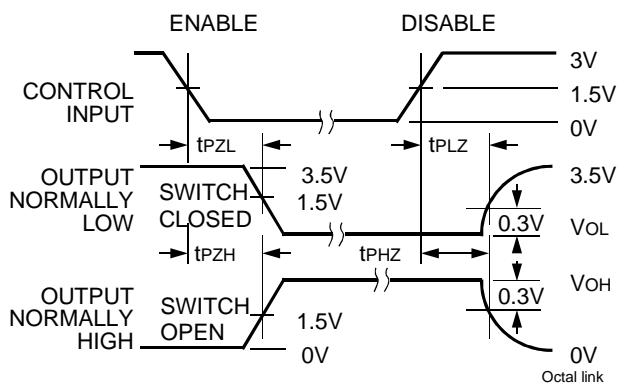 ENABLE DISABLE
CONTROL
INPUT
3V
1.5V
0V
tPZL
tPLZ
OUTPUT
NORMALLY
LOW
SWITCH
CLOSED
3.5V
1.5V
3.5V
0.3V
VOL
tPZH
tPHZ
OUTPUT
NORMALLY
HIGH
SWITCH
OPEN
1.5V
0V
VOH
0.3V
0V
Octal link